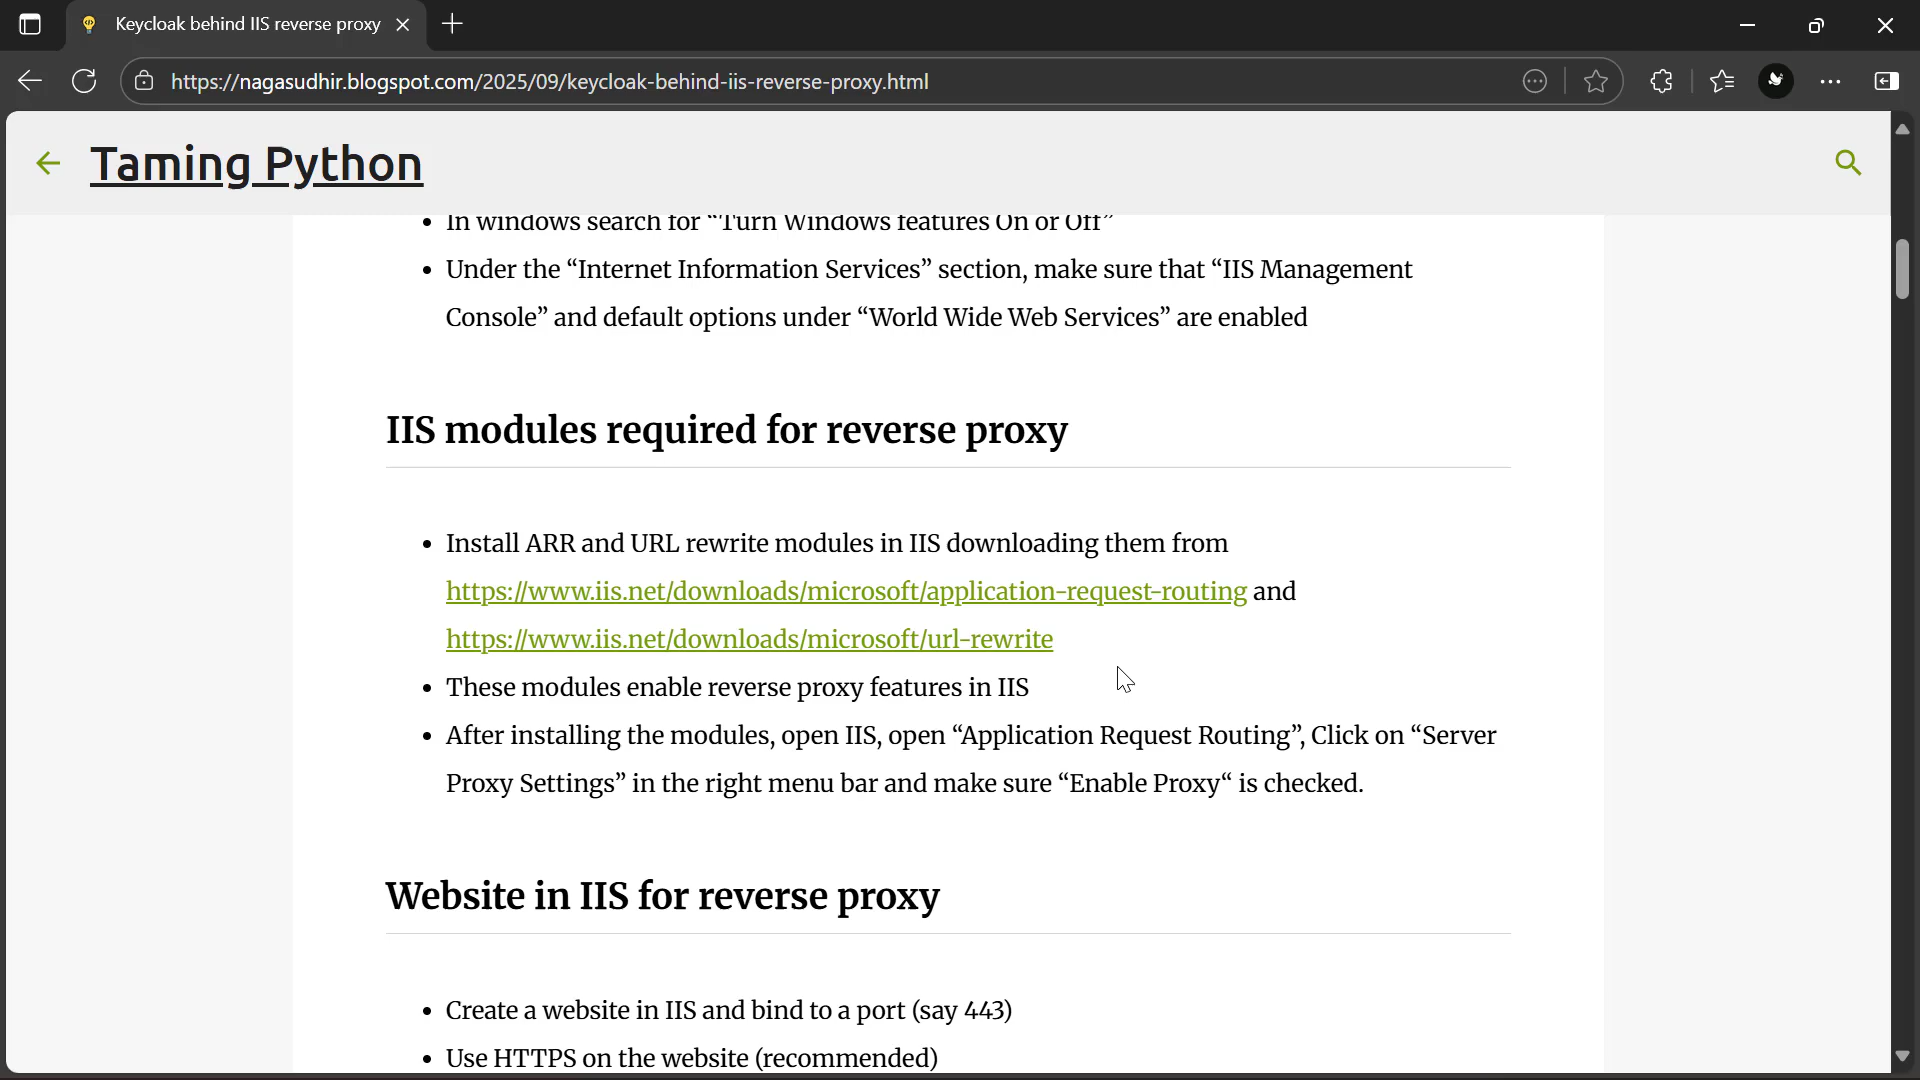 Keycloak behind IIS reverse proxy
https://nagasudhir.blogspot.com/2025/09/keycloak-behind-iis-reverse-proxy.html
Taming Python
• In windows search for “Turn Windows features On or Off”
• Under the “Internet Information Services” section, make sure that “IIS Management
Console” and default options under “World Wide Web Services” are enabled
IIS modules required for reverse proxy
• Install ARR and URL rewrite modules in IIS downloading them from
https://www.iis.net/downloads/microsoft/application-request-routing and
https://www.iis.net/downloads/microsoft/url-rewrite
• These modules enable reverse proxy features in IIS
• After installing the modules, open IIS, open “Application Request Routing”, Click on “Server
Proxy Settings” in the right menu bar and make sure “Enable Proxy“ is checked.
Website in IIS for reverse proxy
• Create a website in IIS and bind to a port (say 443)
• Use HTTPS on the website (recommended)